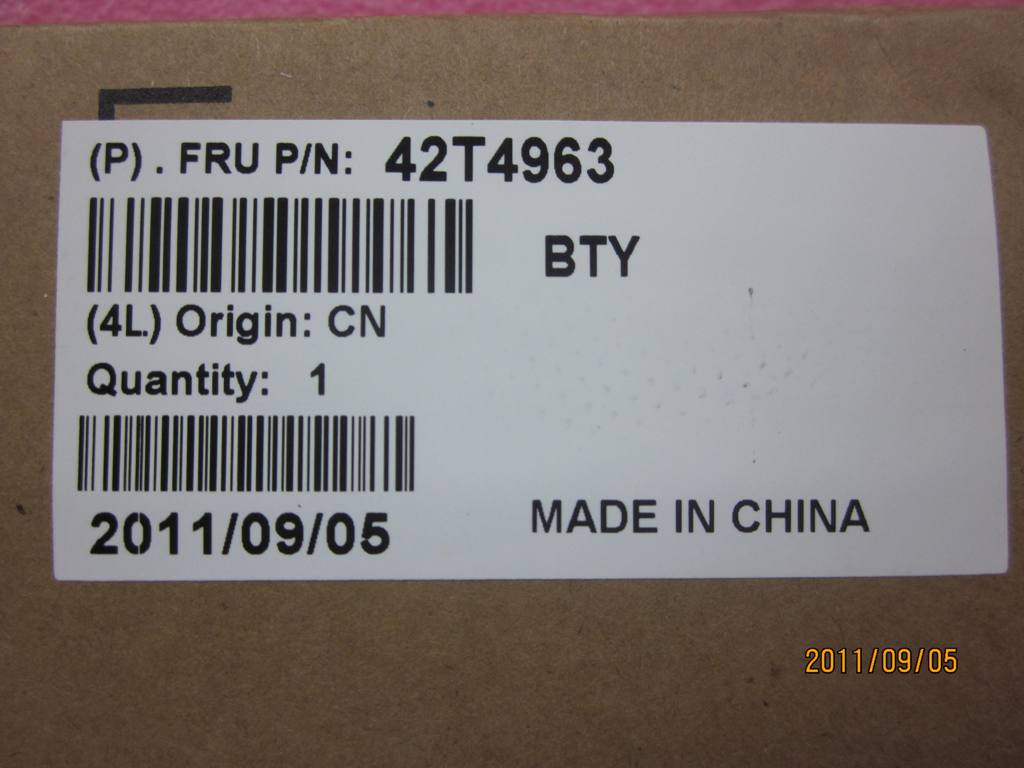 (P) . FRU P/N: 42T4963
BTY
(4L) Origin: CN
Quantity: 1
2011/09/05
MADE IN CHINA
2011/09/05